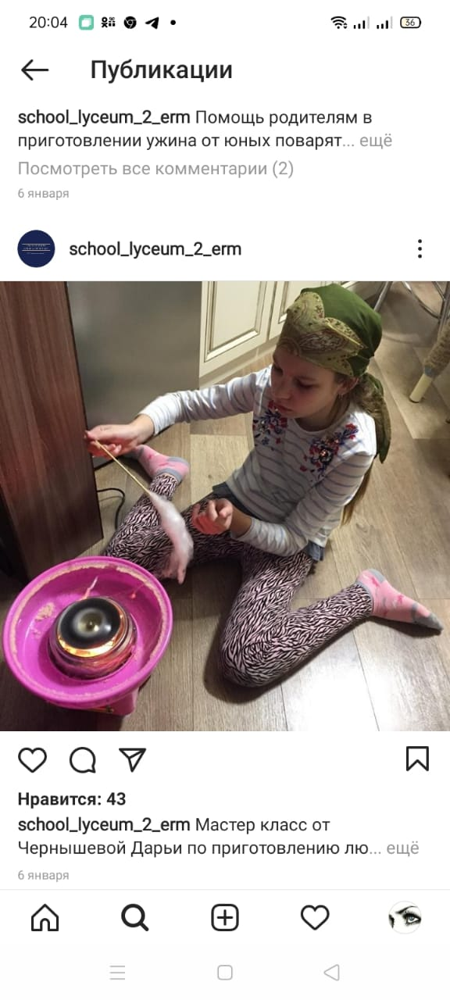 20:04
36
Публикации
school_lyceum_2_erm Помощь родителям в
приготовлении ужина от юных поварят... ещё
Посмотреть все комментарии (2)
6 января
school_lyceum_2_erm
Нравится: 43
school_lyceum_2_erm Мастер класс от
Чернышевой Дарьи по приготовлению лю... ещё
6 января